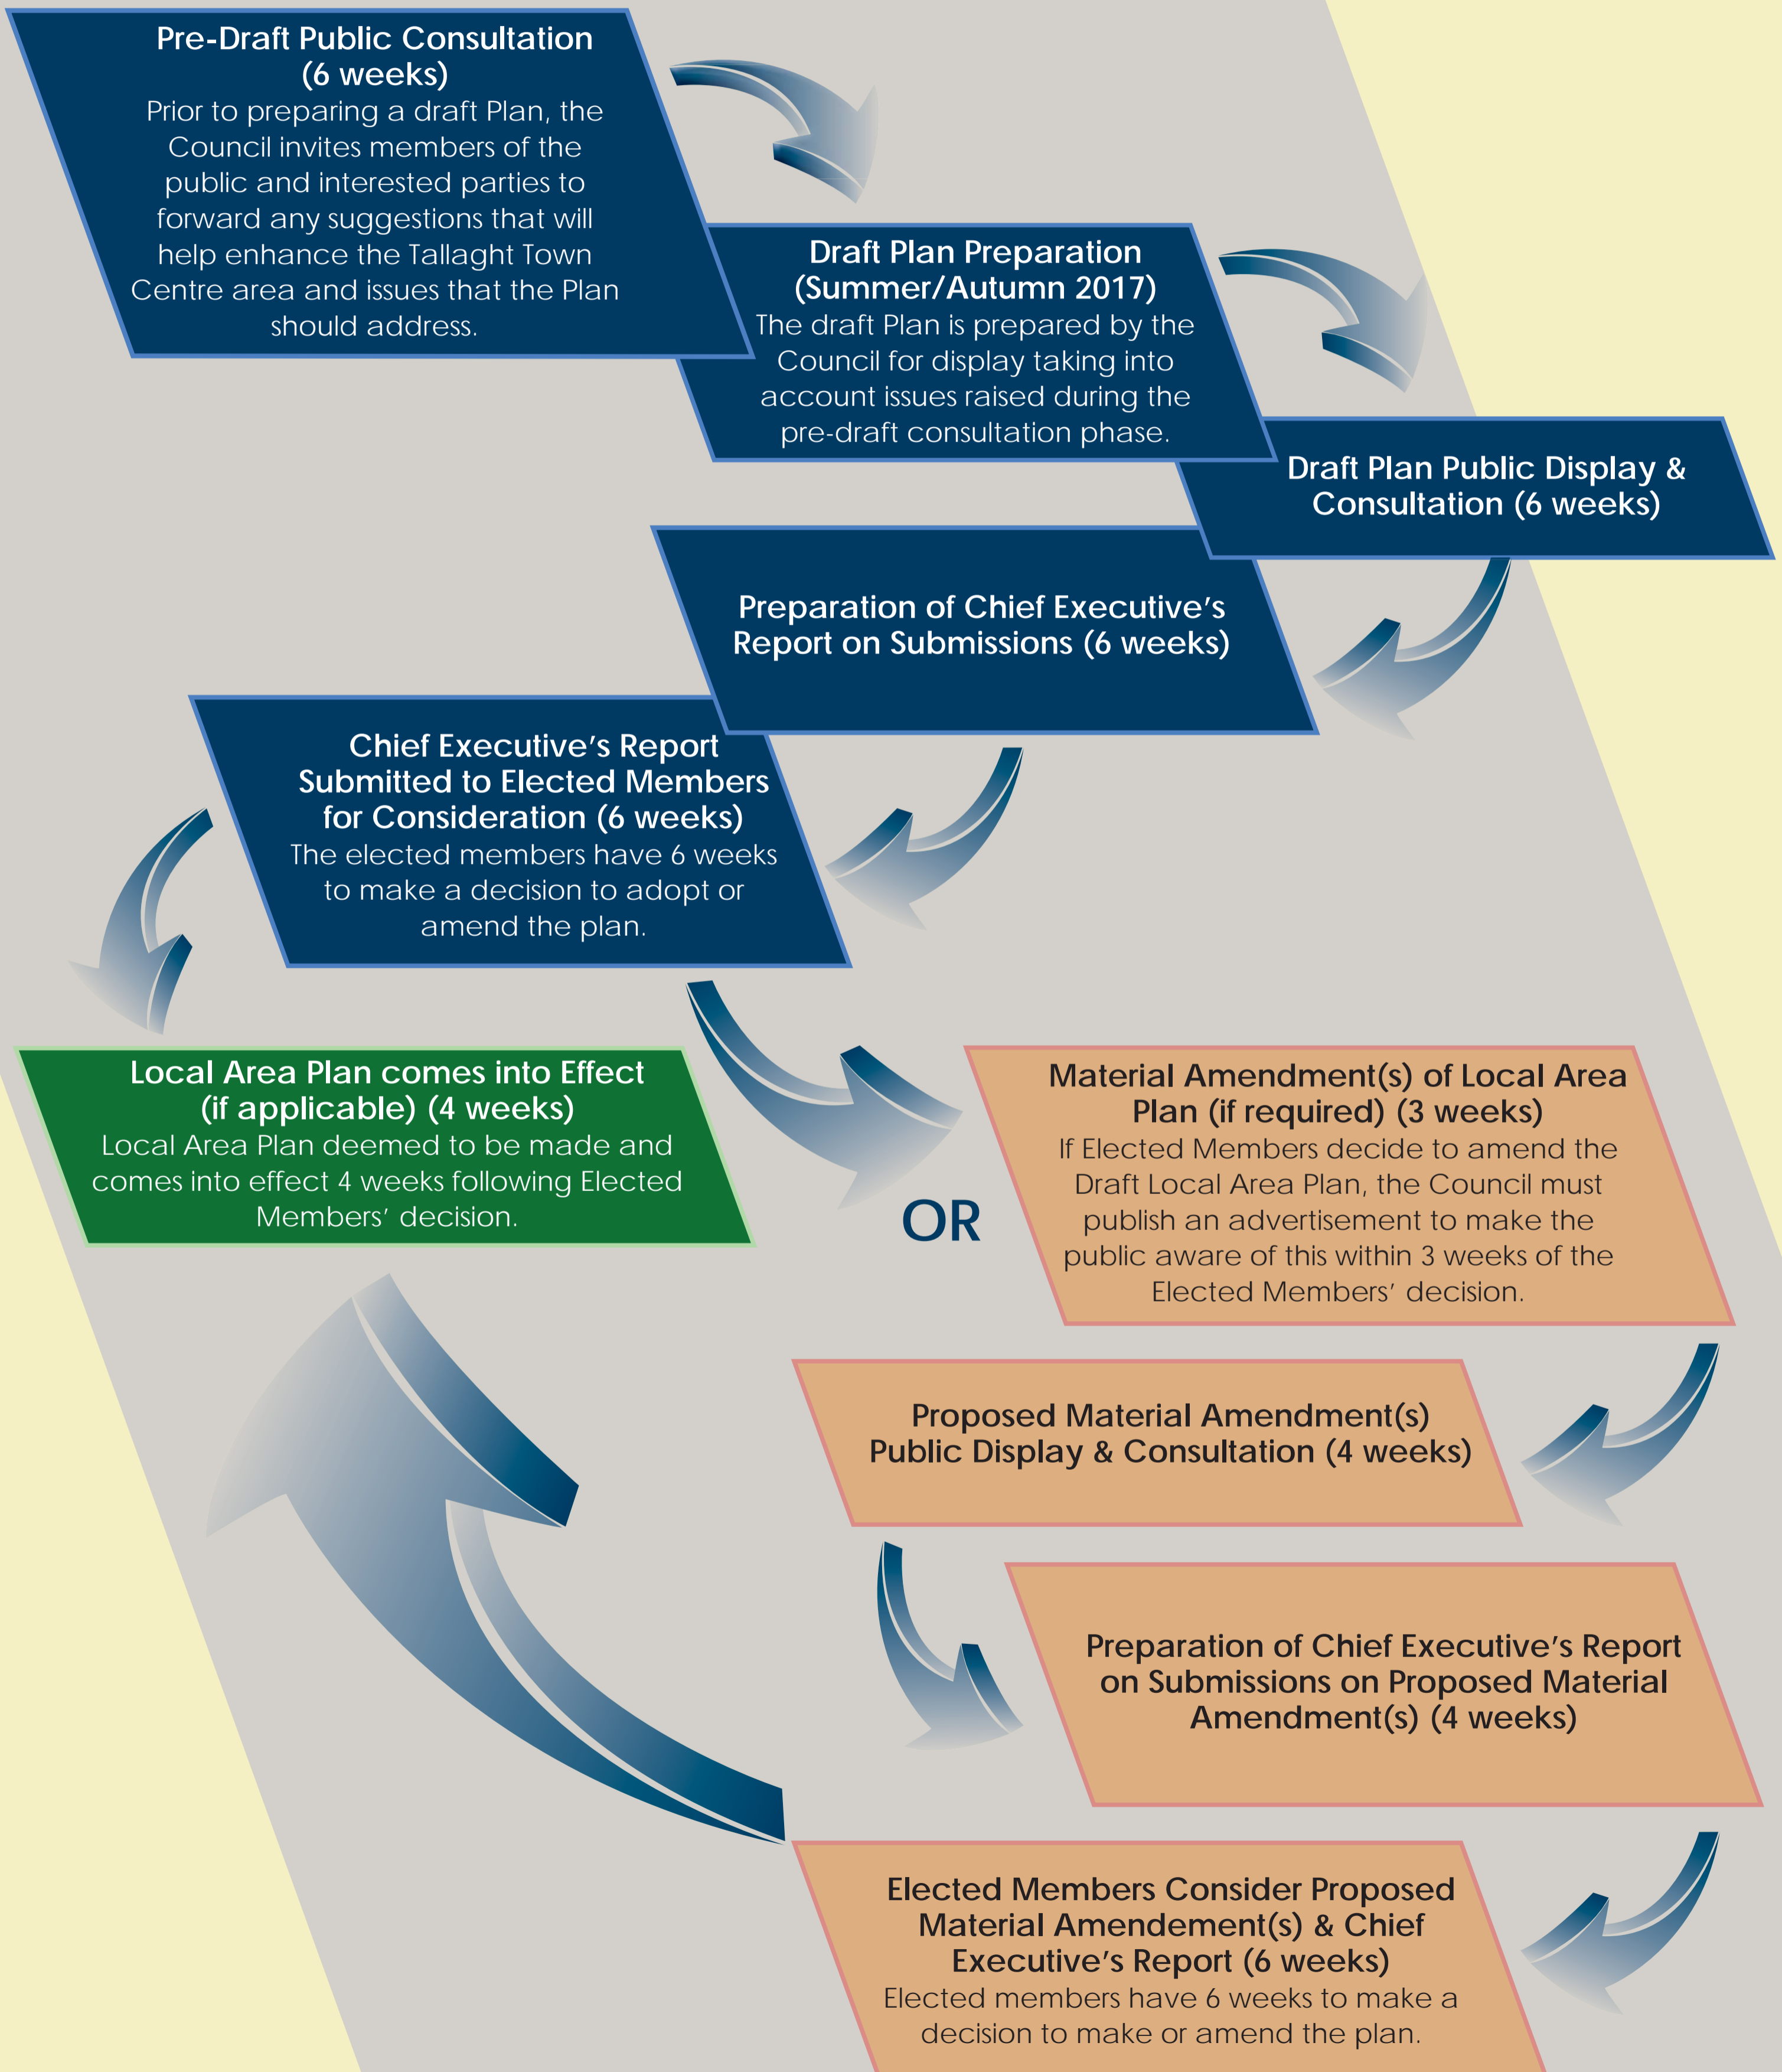 Pre-Draft Public Consultation
(6 weeks)
Prior to preparing a draft Plan, the
Council invites members of the
public and interested parties to
forward any suggestions that will
help enhance the Tallaght Town
Centre area and issues that the Plan
should address.
Draft Plan Preparation
(Summer/Autumn 2017)
The draft Plan is prepared by the
Council for display taking into
account issues raised during the
pre-draft consultation phase.
Draft Plan Public Display &
Consultation (6 weeks)
Preparation of Chief Executive's
Report on Submissions (6 weeks)
Chief Executive's Report
Submitted to Elected Members
for Consideration (6 weeks)
The elected members have 6 weeks
to make a decision to adopt or
amend the plan.
Local Area Plan comes into Effect
(if applicable) (4 weeks)
Local Area Plan deemed to be made and
comes into effect 4 weeks following Elected
Members' decision.
OR
Material Amendment(s) of Local Area
Plan (if required) (3 weeks)
If Elected Members decide to amend the
Draft Local Area Plan, the Council must
publish an advertisement to make the
public aware of this within 3 weeks of the
Elected Members' decision.
Proposed Material Amendment(s)
Public Display & Consultation (4 weeks)
Preparation of Chief Executive's Report
on Submissions on Proposed Material
Amendment(s) (4 weeks)
Elected Members Consider Proposed
Material Amendement(s) & Chief
Executive's Report (6 weeks)
Elected members have 6 weeks to make a
decision to make or amend the plan.